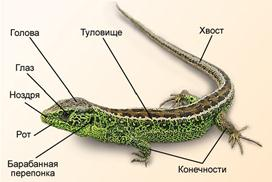 Голова
Туловище
Хвост
Глаз
Ноздря
Рот
Барабанная
перепонка
Конечности